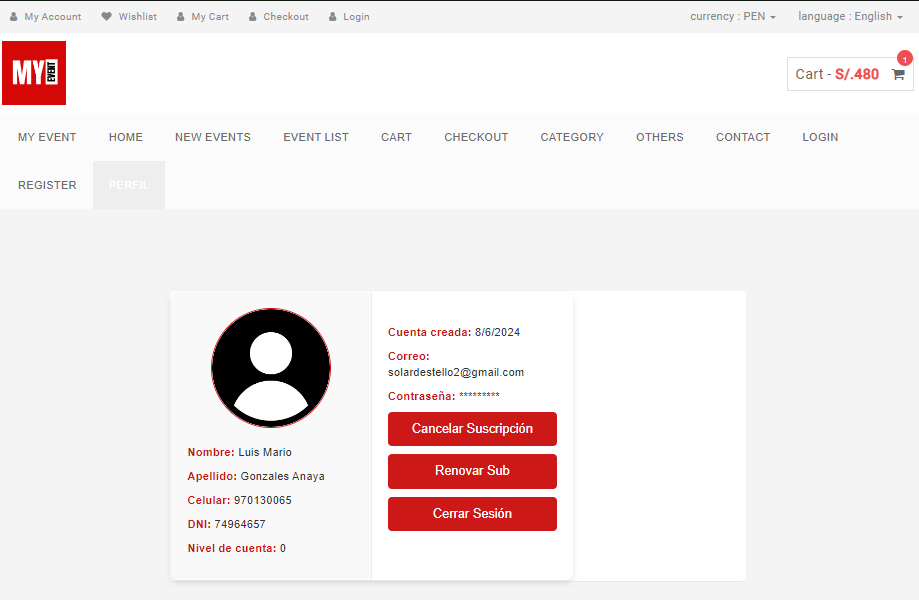 My Account Wishlist My Cart Checkout Login currency : PEN language : English
MY EVENT
Cart - S/.480 1
MY EVENT HOME NEW EVENTS EVENT LIST CART CHECKOUT CATEGORY OTHERS CONTACT LOGIN
REGISTER PERFIL
Nombre: Luis Mario
Apellido: Gonzales Anaya
Celular: 970130065
DNI: 74964657
Nivel de cuenta: 0
Cuenta creada: 8/6/2024
Correo:
solardestello2@gmail.com
Contraseña: *********
Cancelar Suscripción
Renovar Sub
Cerrar Sesión